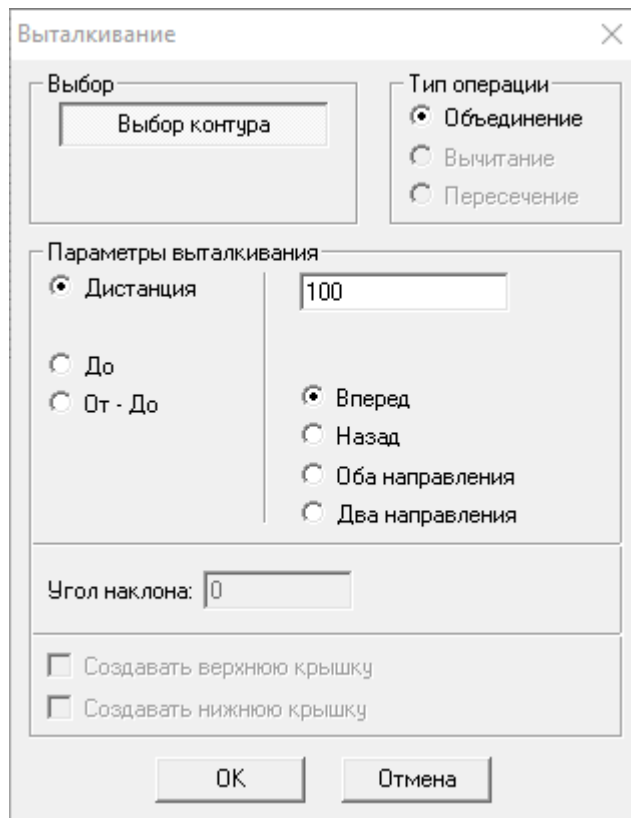 Выталкивание
Выбор
Выбор контура
Тип операции
Объединение
Вычитание
Пересечение
Параметры выталкивания
Дистанция
100
До
От - До
Вперед
Назад
Оба направления
Два направления
Угол наклона: 0
Создавать верхнюю крышку
Создавать нижнюю крышку
OK
Отмена